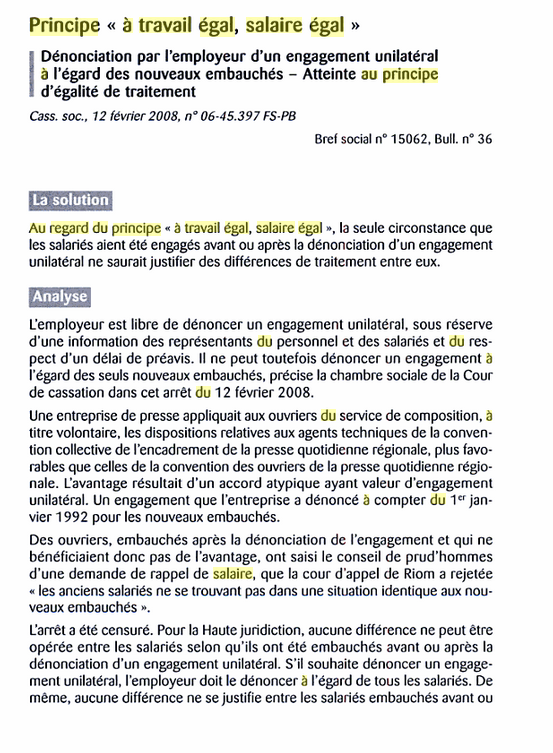 Principe « à travail égal, salaire égal »
Dénonciation par l'employeur d'un engagement unilatéral
à l'égard des nouveaux embauchés – Atteinte au principe
d'égalité de traitement
Cass. soc., 12 février 2008, n° 06-45.397 FS-PB
Bref social n° 15062, Bull. n° 36
La solution
Au regard du principe « à travail égal, salaire égal », la seule circonstance que
les salariés aient été engagés avant ou après la dénonciation d'un engagement
unilatéral ne saurait justifier des différences de traitement entre eux.
Analyse
L'employeur est libre de dénoncer un engagement unilatéral, sous réserve
d'une information des représentants du personnel et des salariés et du res-
pect d'un délai de préavis. Il ne peut toutefois dénoncer un engagement à
l'égard des seuls nouveaux embauchés, précise la chambre sociale de la Cour
de cassation dans cet arrêt du 12 février 2008.
Une entreprise de presse appliquait aux ouvriers du service de composition, à
titre volontaire, les dispositions relatives aux agents techniques de la conven-
tion collective de l'encadrement de la presse quotidienne régionale, plus favo-
rables que celles de la convention des ouvriers de la presse quotidienne régio-
nale. L'avantage résultait d'un accord atypique ayant valeur d'engagement
unilatéral. Un engagement que l'entreprise a dénoncé à compter du 1er jan-
vier 1992 pour les nouveaux embauchés.
Des ouvriers, embauchés après la dénonciation de l'engagement et qui ne
bénéficiaient donc pas de l'avantage, ont saisi le conseil de prud'hommes
d'une demande de rappel de salaire, que la cour d'appel de Riom a rejetée
« les anciens salariés ne se trouvant pas dans une situation identique aux nou-
veaux embauchés ».
L'arrêt a été censuré. Pour la Haute juridiction, aucune différence ne peut être
opérée entre les salariés selon qu'ils ont été embauchés avant ou après la
dénonciation d'un engagement unilatéral. S'il souhaite dénoncer un engage-
ment unilatéral, l'employeur doit le dénoncer à l'égard de tous les salariés. De
même, aucune différence ne se justifie entre les salariés embauchés avant ou